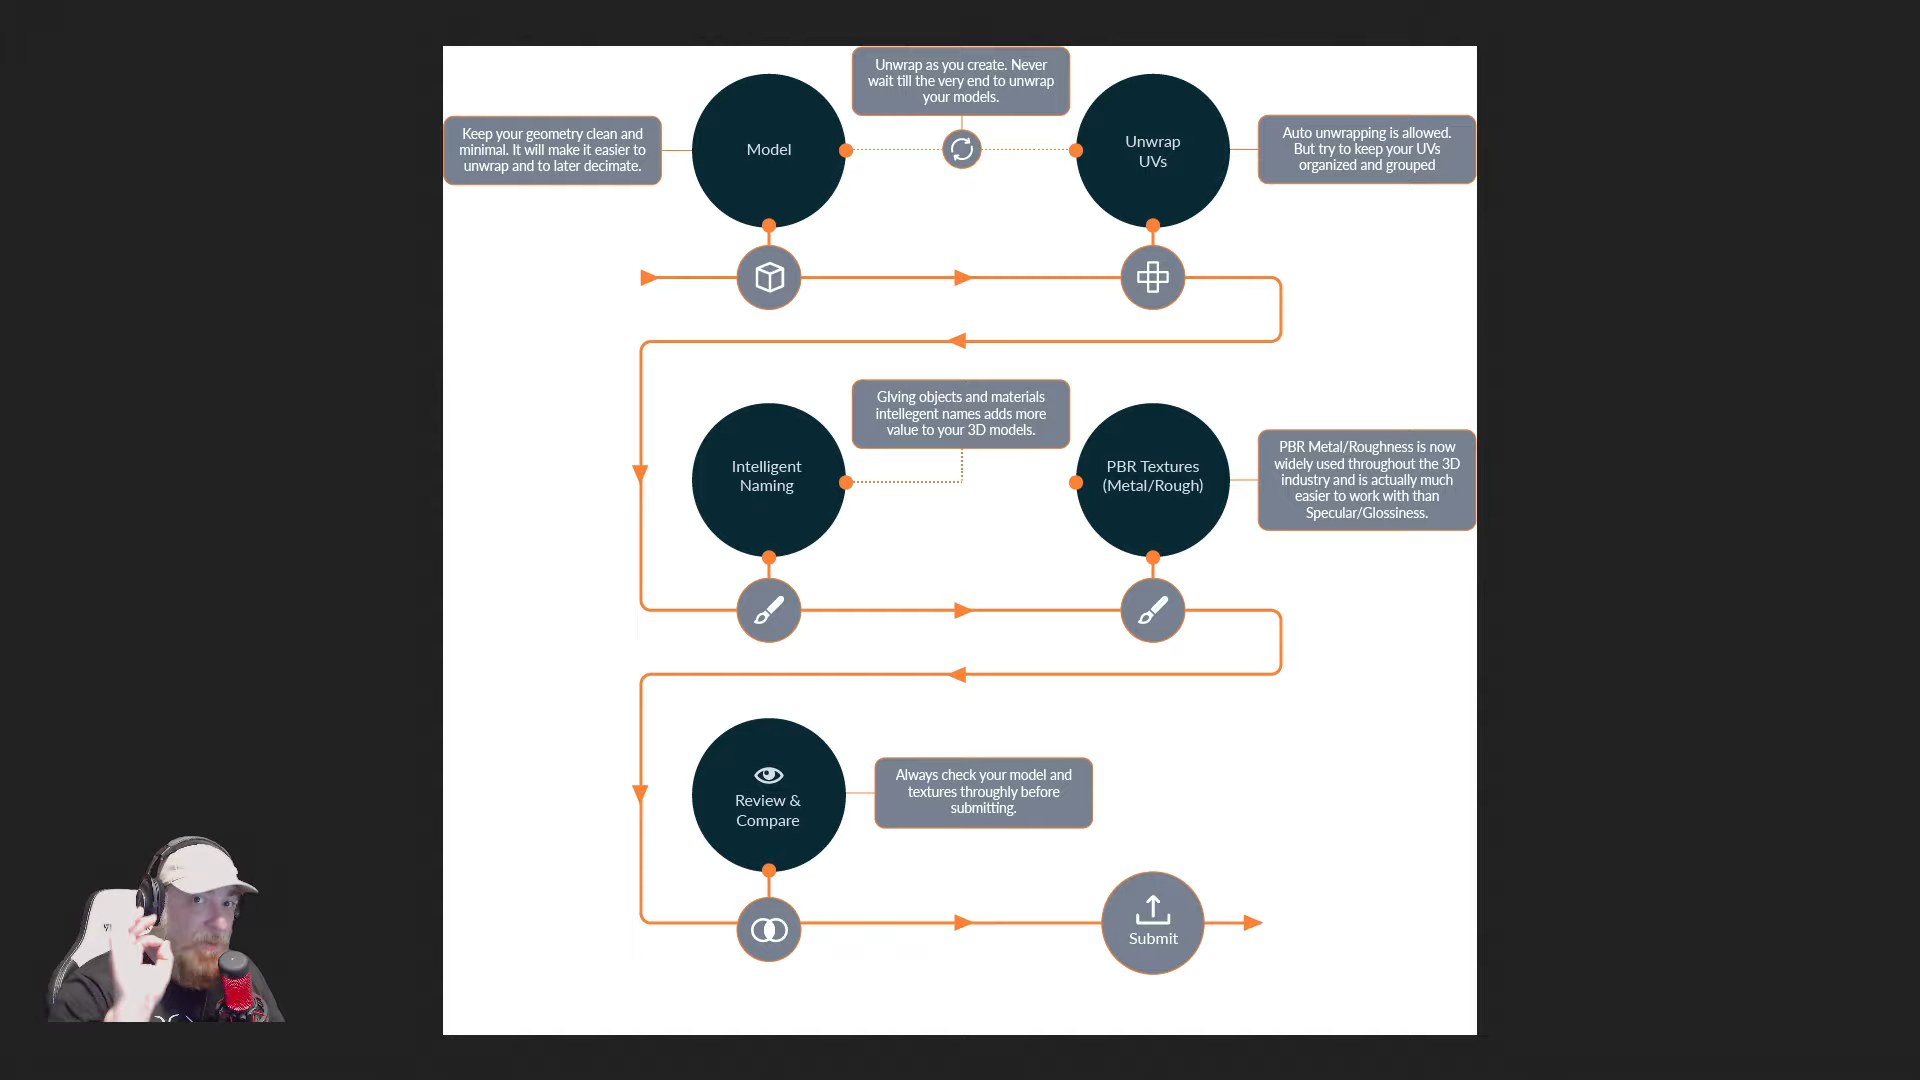 Unwrap as you create. Never
wait till the very end to unwrap
your models.
Keep your geometry clean and
minimal. It will make it easier to
unwrap and to later decimate.
Model
Unwrap
UVs
Auto unwrapping is allowed.
But try to keep your UVs
organized and grouped
GIving objects and materials
intellegent names adds more
value to your 3D models.
Intelligent
Naming
PBR Textures
(Metal/Rough)
PBR Metal/Roughness is now
widely used throughout the 3D
industry and is actually much
easier to work with than
Specular/Glossiness.
Review &
Compare
Always check your model and
textures throughly before
submitting.
Submit